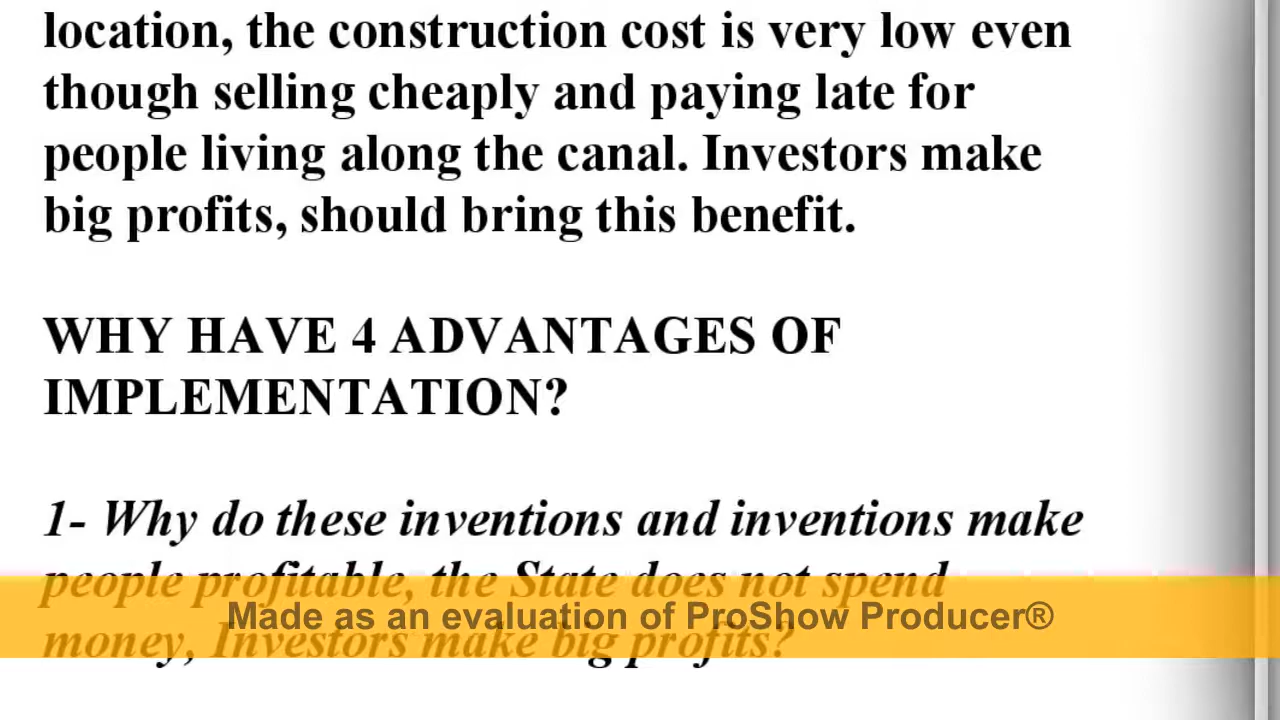 location, the construction cost is very low even
though selling cheaply and paying late for
people living along the canal. Investors make
big profits, should bring this benefit.
WHY HAVE 4 ADVANTAGES OF
IMPLEMENTATION?
1- Why do these inventions and inventions make
people profitable, the State does not spend
Made as an evaluation of ProShow Producer®
money, Investors make big profits?